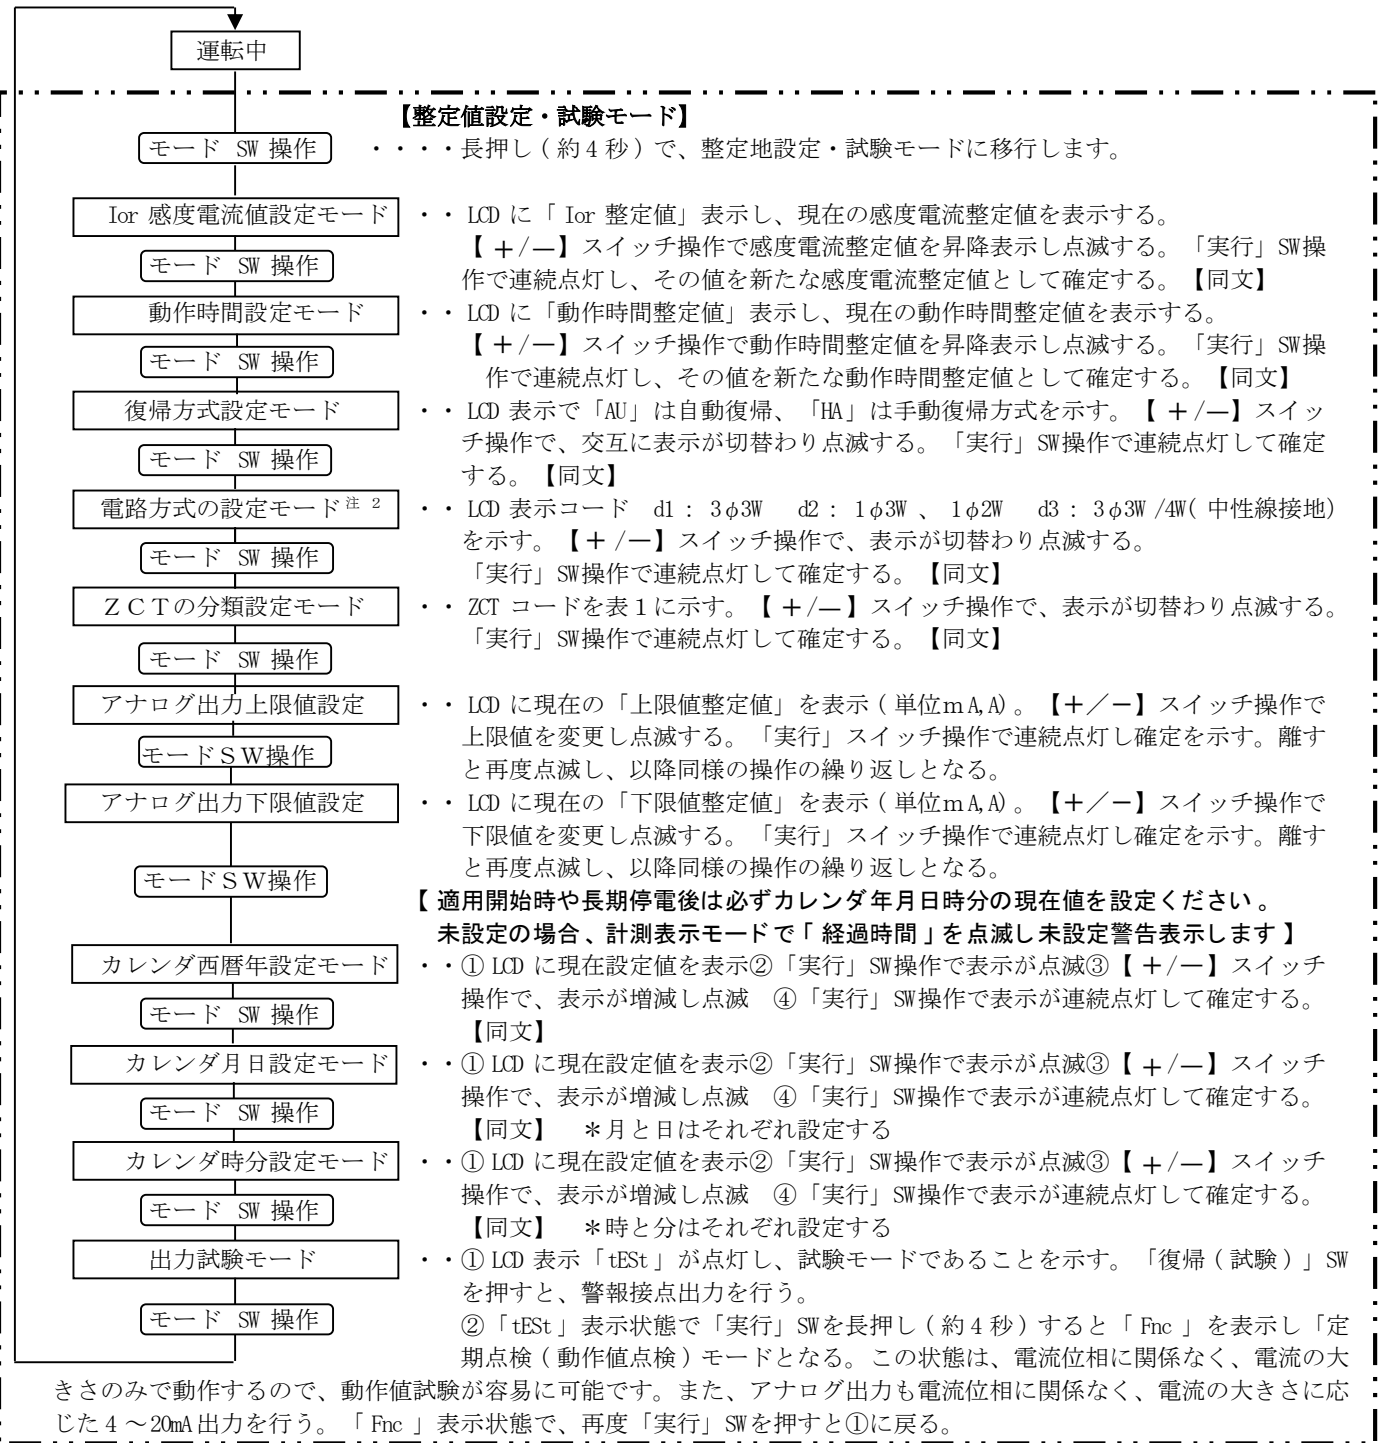 運転中
【整定値設定・試験モード】
モード SW 操作 ・・・・長押し(約4秒)で、整定地設定・試験モードに移行します。
Ior 感度電流値設定モード ・・LCD に「 Ior 整定値」表示し、現在の感度電流整定値を表示する。
【 +/―】スイッチ操作で感度電流整定値を昇降表示し点滅する。「実行」SW操
モード SW 操作 作で連続点灯し、その値を新たな感度電流整定値として確定する。【同文】
動作時間設定モード ・・LCD に「動作時間整定値」表示し、現在の動作時間整定値を表示する。
【 +/―】スイッチ操作で動作時間整定値を昇降表示し点滅する。「実行」SW操
モード SW 操作 作で連続点灯し、その値を新たな動作時間整定値として確定する。【同文】
復帰方式設定モード ・・LCD 表示で「AU」は自動復帰、「HA」は手動復帰方式を示す。【 +/―】スイッ
チ操作で、交互に表示が切替わり点滅する。「実行」SW操作で連続点灯して確定
モード SW 操作 する。【同文】
電路方式の設定モード注 2 ・・LCD 表示コード d1 : 3φ3W d2 : 1φ3W 、 1φ2W d3 : 3φ3W /4W( 中性線接地)
を示す。【+ /―】スイッチ操作で、表示が切替わり点滅する。
モード SW 操作 「実行」SW操作で連続点灯して確定する。【同文】
ZCTの分類設定モード ・・ZCT コードを表1に示す。【 +/― 】スイッチ操作で、表示が切替わり点滅する。
「実行」SW操作で連続点灯して確定する。【同文】
モード SW 操作
アナログ出力上限値設定 ・・LCD に現在の「上限値整定値」を表示(単位mA,A)。【+/-】スイッチ操作で
上限値を変更し点滅する。「実行」スイッチ操作で連続点灯し確定を示す。離す
モードSW操作 と再度点滅し、以降同様の操作の繰り返しとなる。
アナログ出力下限値設定 ・・LCD に現在の「下限値整定値」を表示(単位mA,A)。【+/-】スイッチ操作で
下限値を変更し点滅する。「実行」スイッチ操作で連続点灯し確定を示す。離す
と再度点滅し、以降同様の操作の繰り返しとなる。
モードSW操作
【 適用開始時や長期停電後は必ずカレンダ年月日時分の現在値を設定ください 。
未設定の場合 、計測表示モードで「 経過時間 」を点滅し未設定警告表示します 】
カレンダ西暦年設定モード ・・① LCD に現在設定値を表示②「実行」SW操作で表示が点滅③【 +/―】スイッチ
操作で、表示が増減し点滅 ④「実行」SW操作で表示が連続点灯して確定する。
モード SW 操作 【同文】
カレンダ月日設定モード ・・① LCD に現在設定値を表示②「実行」SW操作で表示が点滅③【 +/―】スイッチ
操作で、表示が増減し点滅 ④「実行」SW操作で表示が連続点灯して確定する。
モード SW 操作 【同文】 *月と日はそれぞれ設定する
カレンダ時分設定モード ・・① LCD に現在設定値を表示②「実行」SW操作で表示が点滅③【 +/―】スイッチ
操作で、表示が増減し点滅 ④「実行」SW操作で表示が連続点灯して確定する。
モード SW 操作 【同文】 *時と分はそれぞれ設定する
出力試験モード ・・① LCD 表示「tESt 」が点灯し、試験モードであることを示す。「復帰(試験)」SW
を押すと、警報接点出力を行う。
モード SW 操作 ②「tESt 」表示状態で「実行」SWを長押し(約4秒)すると「 Fnc 」を表示し「定
期点検(動作値点検)モードとなる。この状態は、電流位相に関係なく、電流の大
きさのみで動作するので、動作値試験が容易に可能です。また、アナログ出力も電流位相に関係なく、電流の大きさに応
じた4~20mA出力を行う。「 Fnc 」表示状態で、再度「実行」SWを押すと①に戻る。